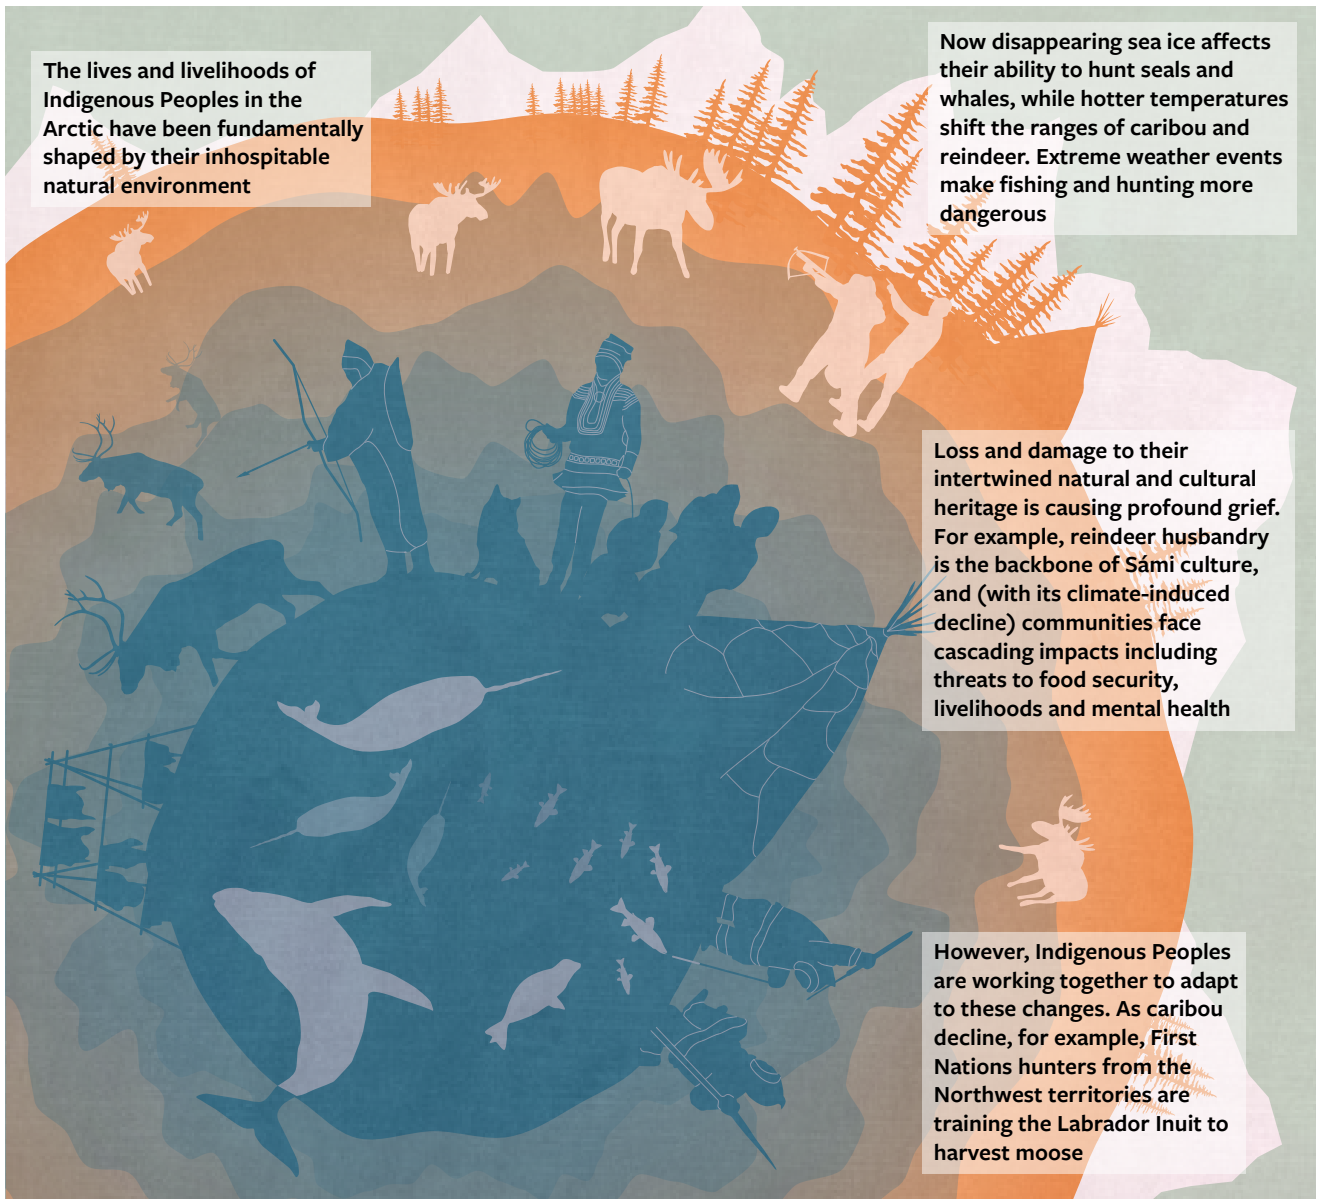 The lives and livelihoods of
Indigenous Peoples in the
Arctic have been fundamentally
shaped by their inhospitable
natural environment
Now disappearing sea ice affects
their ability to hunt seals and
whales, while hotter temperatures
shift the ranges of caribou and
reindeer. Extreme weather events
make fishing and hunting more
dangerous
Loss and damage to their
intertwined natural and cultural
heritage is causing profound grief.
For example, reindeer husbandry
is the backbone of Sámi culture,
and (with its climate-induced
decline) communities face
cascading impacts including
threats to food security,
livelihoods and mental health
However, Indigenous Peoples
are working together to adapt
to these changes. As caribou
decline, for example, First
Nations hunters from the
Northwest territories are
training the Labrador Inuit to
harvest moose